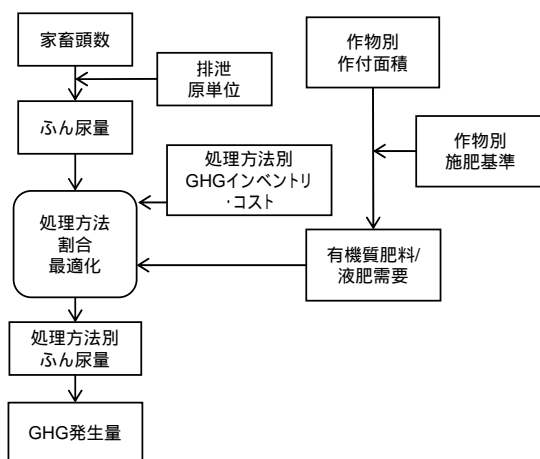 家畜頭数
排泄
原単位
ふん尿量
処理方法別
GHGインベントリ
・コスト
処理方法
割合
最適化
処理方法別
ふん尿量
GHG発生量
作物別
作付面積
作物別
施肥基準
有機質肥料/
液肥需要